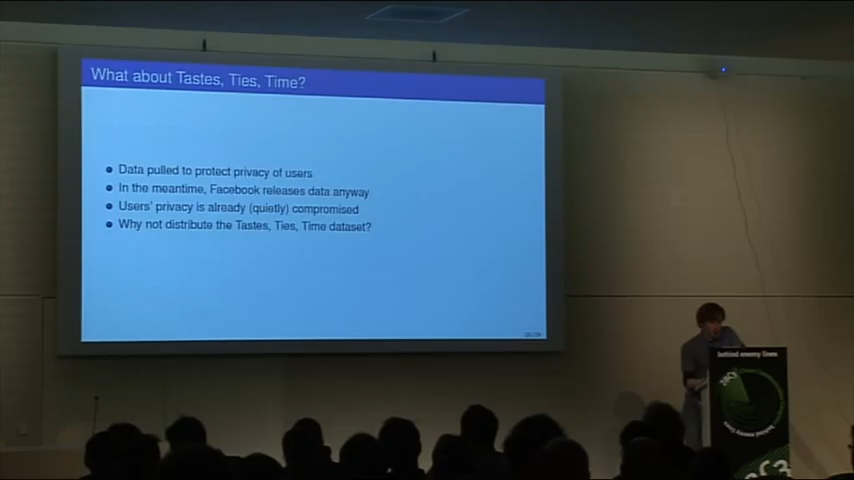 What about Tastes, Ties, Time?
Data pulled to protect privacy of users
In the meantime, Facebook releases data anyway
Users' privacy is already (quietly) compromised
Why not distribute the Tastes, Ties, Time dataset?
behind enemy lines